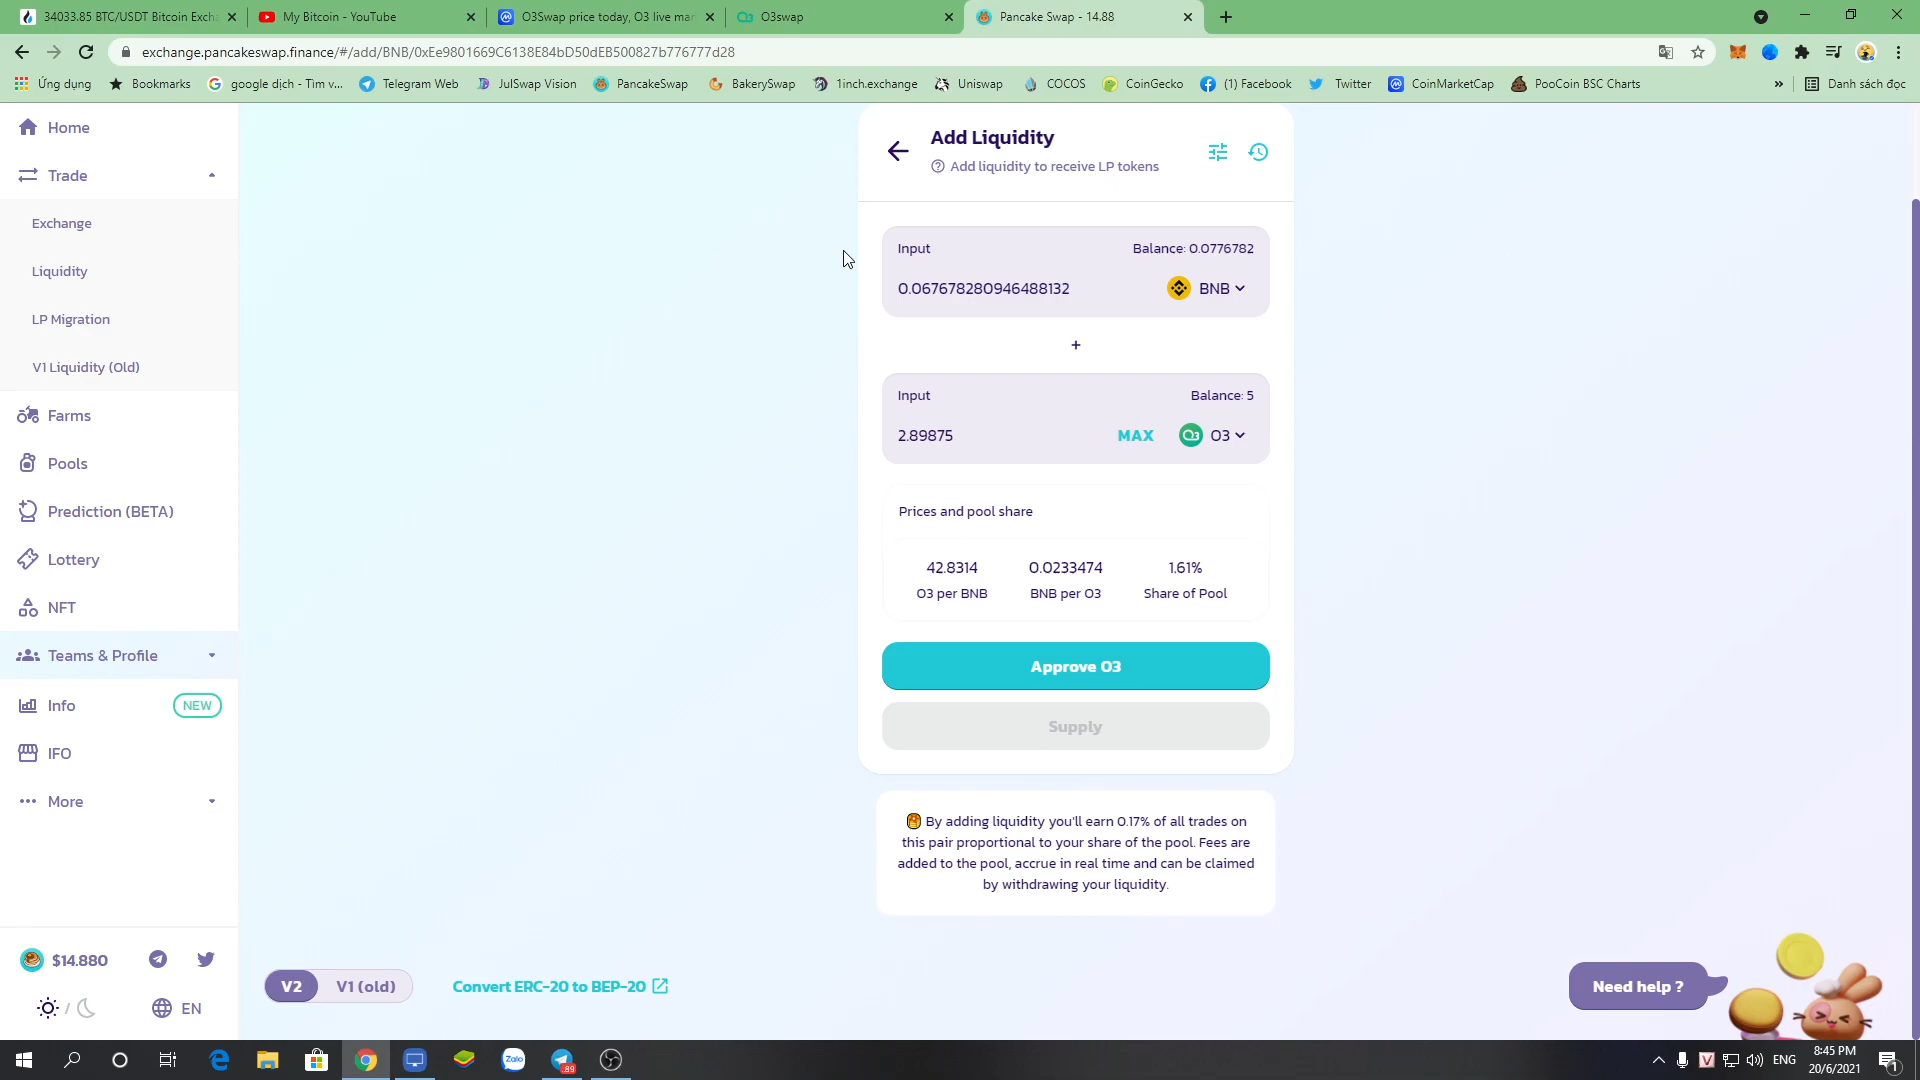 34033.85 BTC/USDT Bitcoin Excha
My Bitcoin - YouTube
O3Swap price today, O3 live mar
O3swap
Pancake Swap - 14.88
exchange.pancakeswap.finance/#/add/BNB/0xEe9801669C6138E84bD50dEB500827b776777d28
Ứng dụng
Bookmarks
google dịch - Tìm v...
Telegram Web
JulSwap Vision
PancakeSwap
BakerySwap
1inch.exchange
Uniswap
COCOS
CoinGecko
(1) Facebook
Twitter
CoinMarketCap
PooCoin BSC Charts
»
Danh sách đọc
Home
Trade
Exchange
Liquidity
LP Migration
V1 Liquidity (Old)
Farms
Pools
Prediction (BETA)
Lottery
NFT
Teams & Profile
Info
NEW
IFO
More
$14.880
EN
Add Liquidity
Add liquidity to receive LP tokens
Input
Balance: 0.0776782
0.067678280946488132
BNB
+
Input
Balance: 5
2.89875
MAX
O3
Prices and pool share
42.8314
0.0233474
1.61%
O3 per BNB
BNB per O3
Share of Pool
Approve O3
Supply
By adding liquidity you'll earn 0.17% of all trades on
this pair proportional to your share of the pool. Fees are
added to the pool, accrue in real time and can be claimed
by withdrawing your liquidity.
V2
V1 (old)
Convert ERC-20 to BEP-20
Need help ?
Zalo
89
ENG
8:45 PM
20/6/2021
1